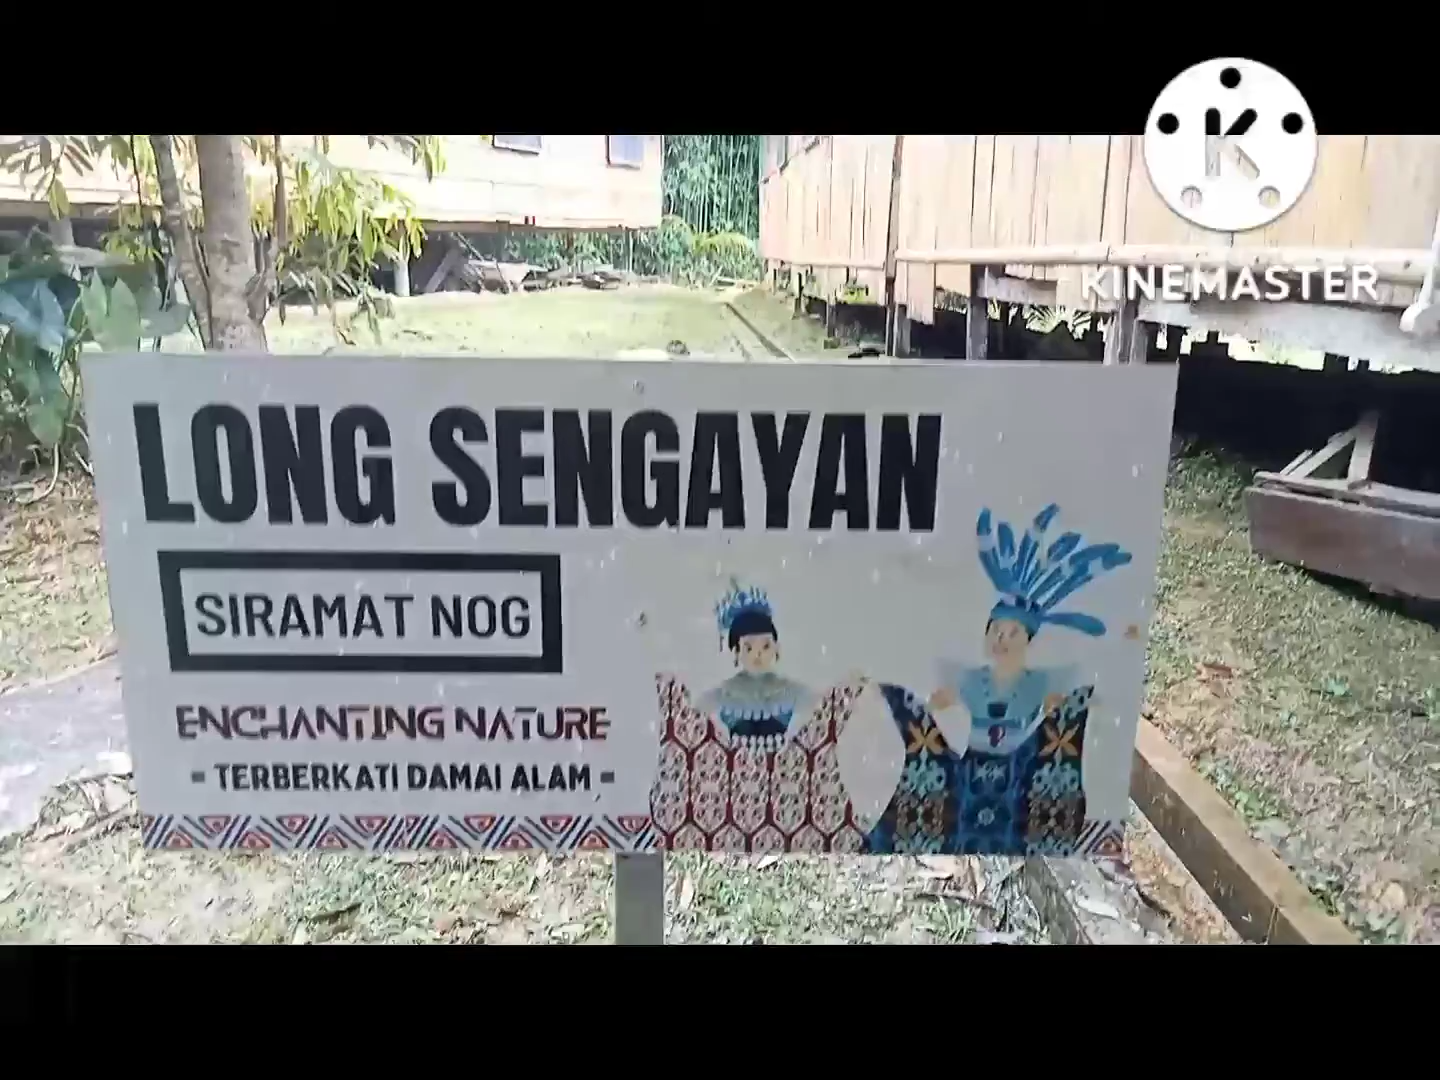 K
KINEMASTER
LONG SENGAYAN
SIRAMAT NOG
ENCHANTING NATURE
- TERBERKATI DAMAI ALAM -